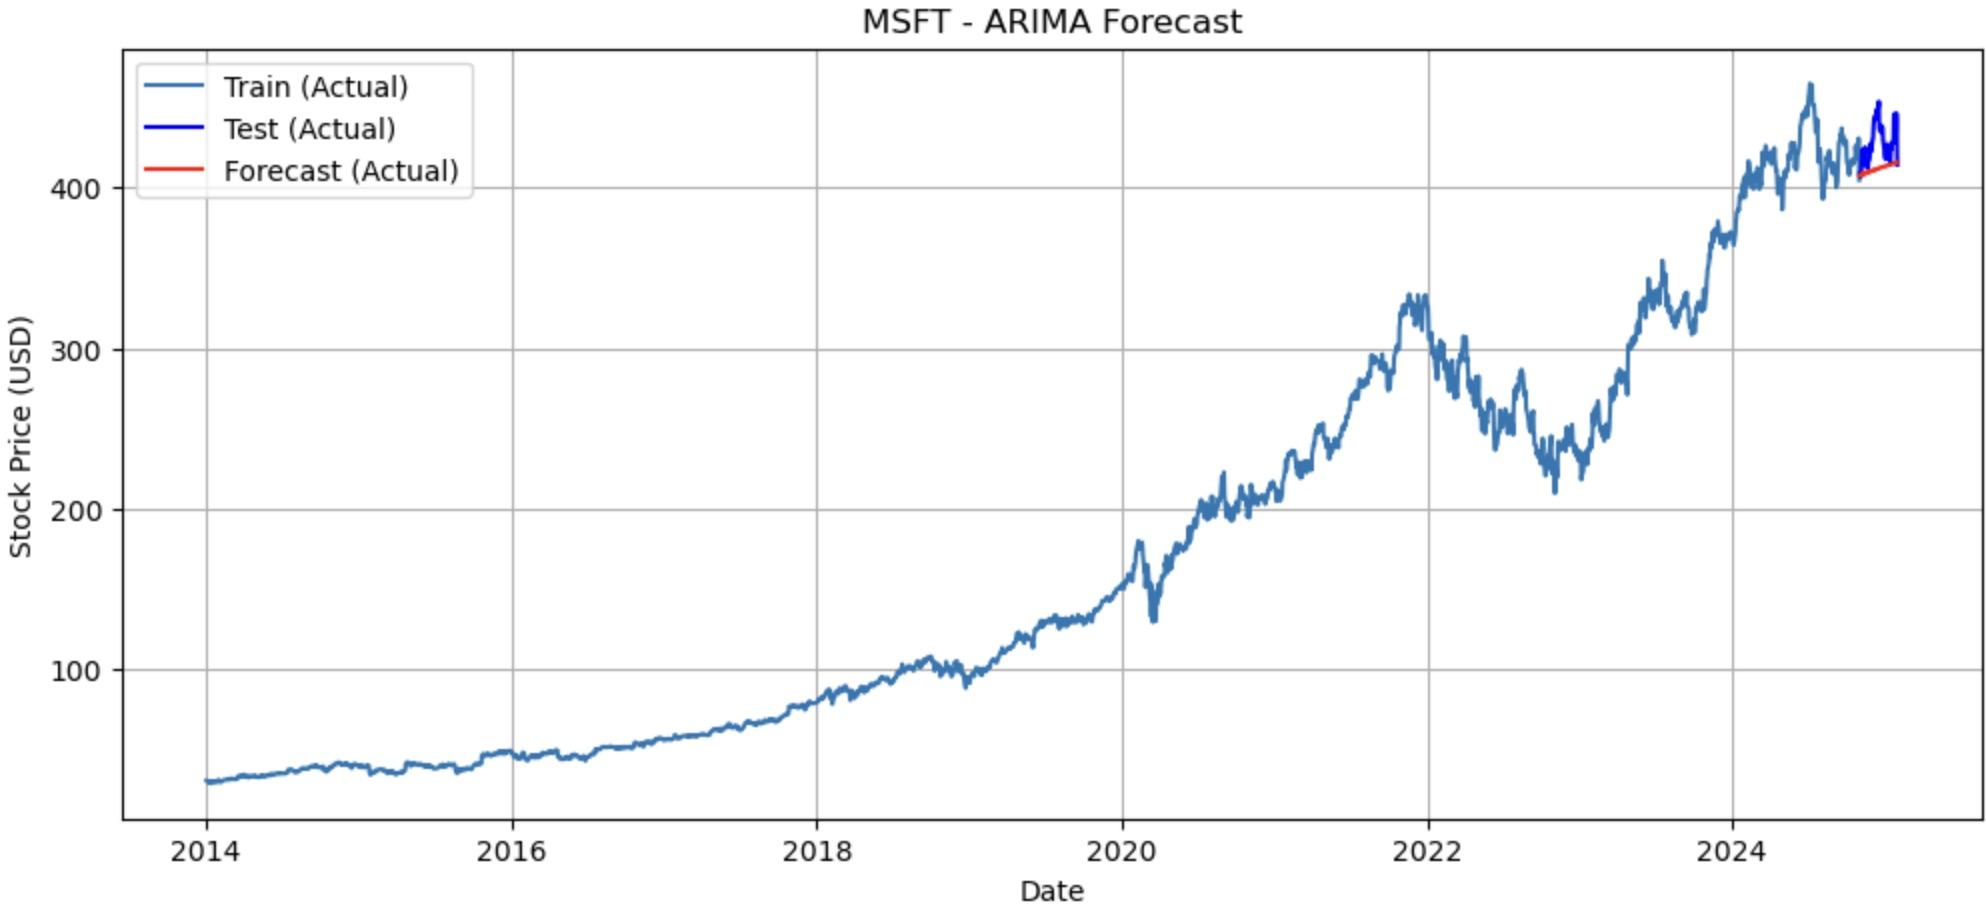 MSFT - ARIMA Forecast
Train (Actual)
Test (Actual)
Forecast (Actual)
Stock Price (USD)
400
300
200
100
2014 2016 2018 2020 2022 2024
Date